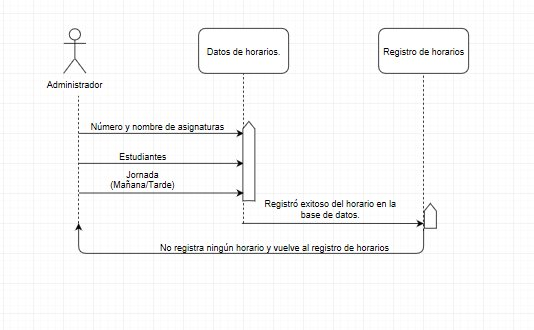 Datos de horarios.
Registro de horarios
Administrador
Número y nombre de asignaturas
Estudiantes
Jornada
(Mañana/Tarde)
Registró exitoso del horario en la
base de datos.
No registra ningún horario y vuelve al registro de horarios